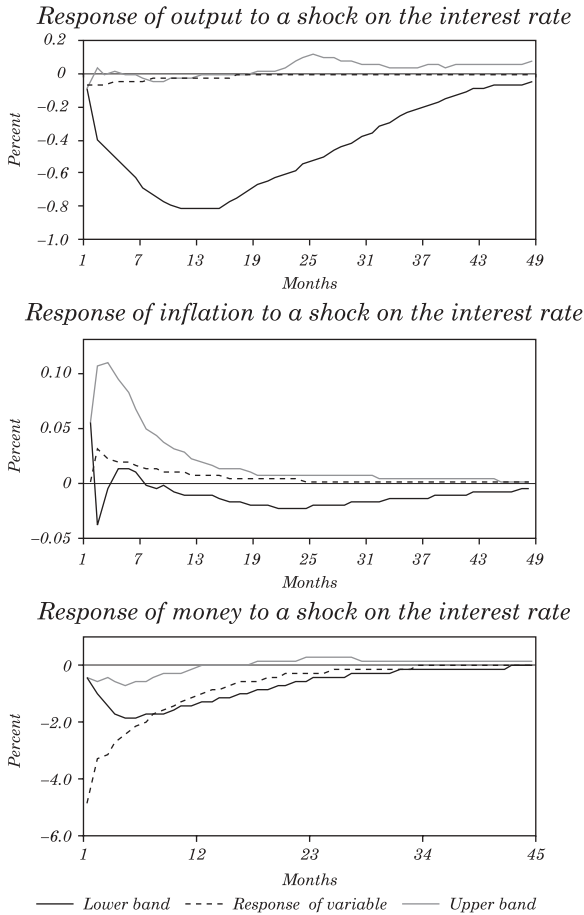 Response of output to a shock on the interest rate
0.2
0
–0.2
–0.4
–0.6
–0.8
–1.0
Percent
1 7 13 19 25 31 37 43 49
Months
Response of inflation to a shock on the interest rate
0.10
0.05
0
–0.05
Percent
1 7 13 19 25 31 37 43 49
Months
Response of money to a shock on the interest rate
0
–2.0
–4.0
–6.0
Percent
1 12 23 34 45
Months
Lower band Response of variable Upper band